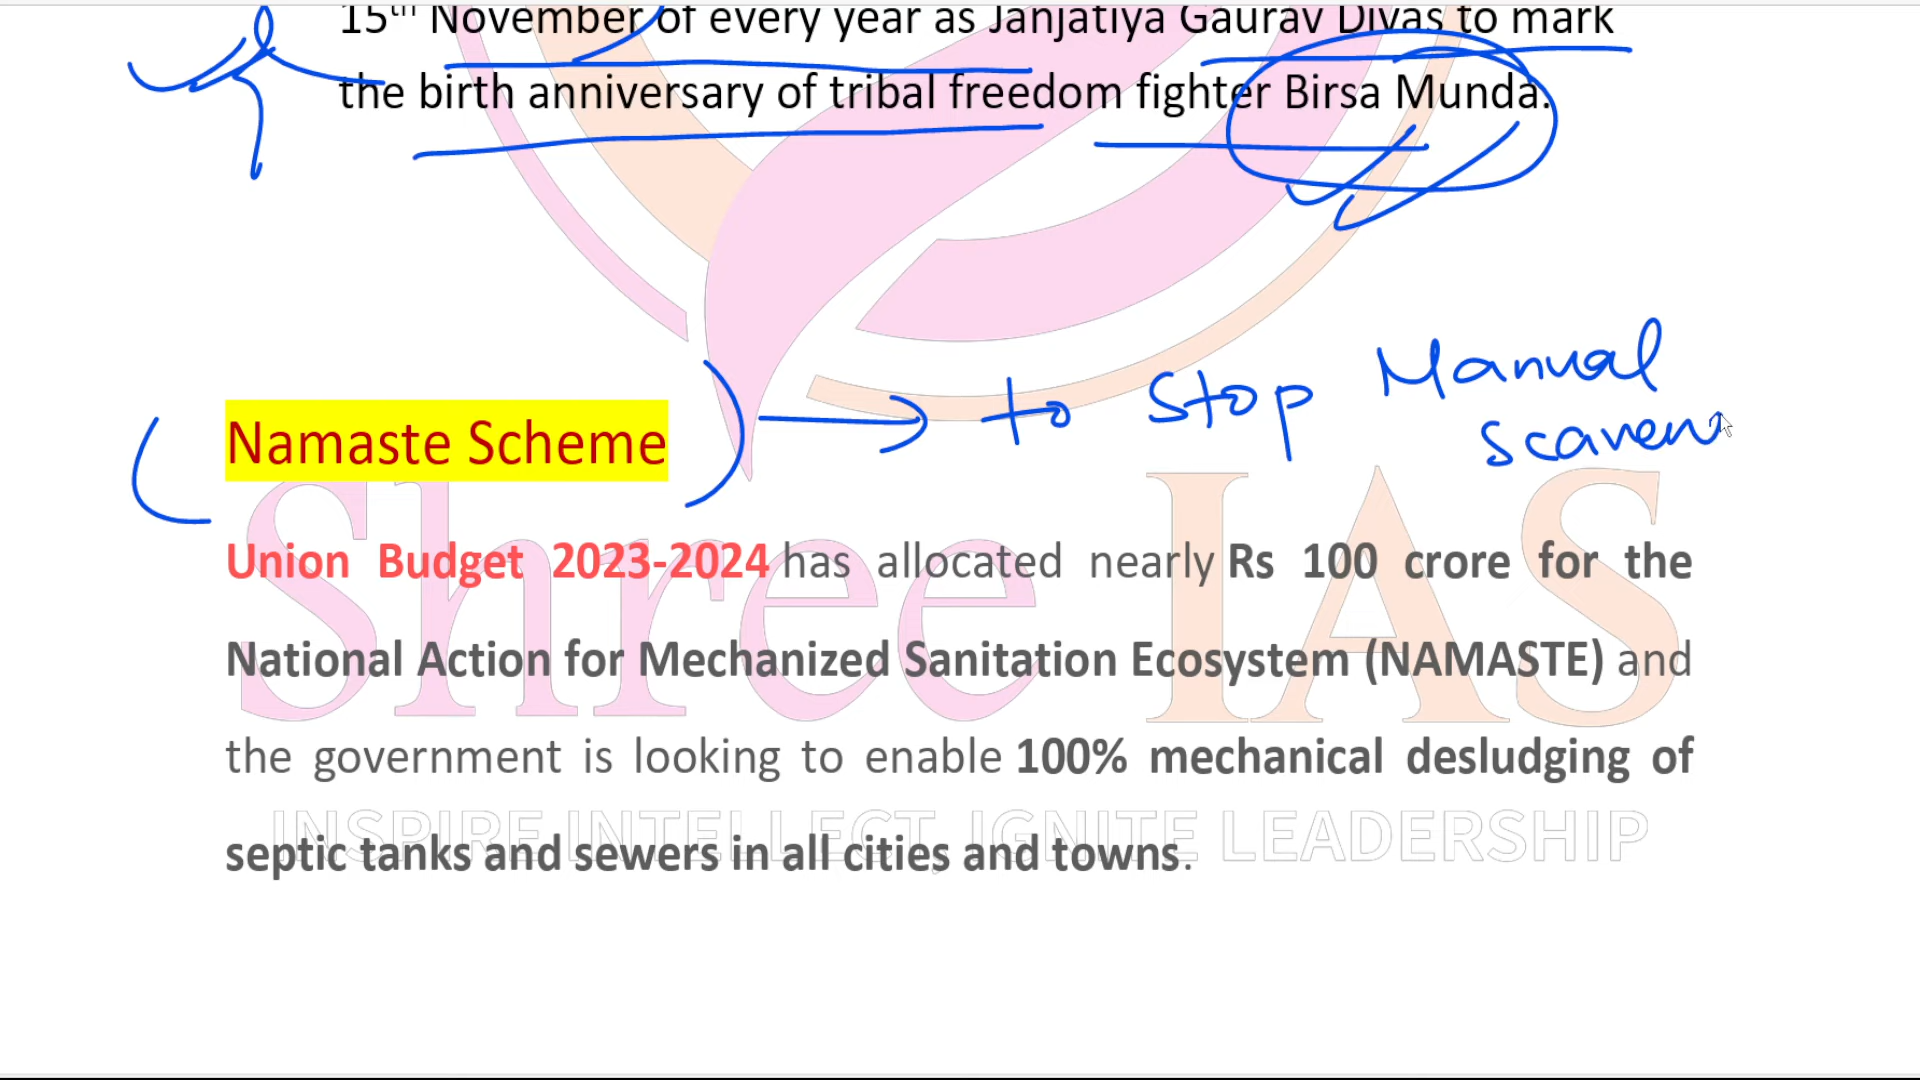 15th November of every year as Janjatiya Gaurav Divas to mark
the birth anniversary of tribal freedom fighter Birsa Munda.
Namaste Scheme
to stop Manual
scaven
Shree IAS
Union Budget 2023-2024 has allocated nearly Rs 100 crore for the
National Action for Mechanized Sanitation Ecosystem (NAMASTE) and
the government is looking to enable 100% mechanical desludging of
INSPIRE INTELLECT, IGNITE LEADERSHIP
septic tanks and sewers in all cities and towns.